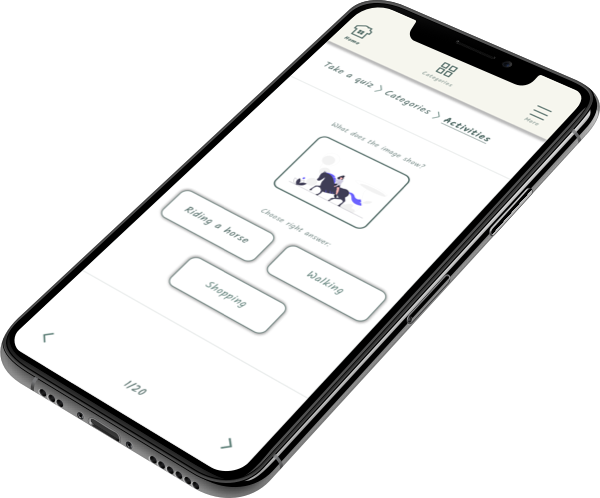 Home
Categories
More
Take a quiz > Categories > Activities
What does the image show?
Choose right answer:
Riding a horse
Walking
Shopping
1/20